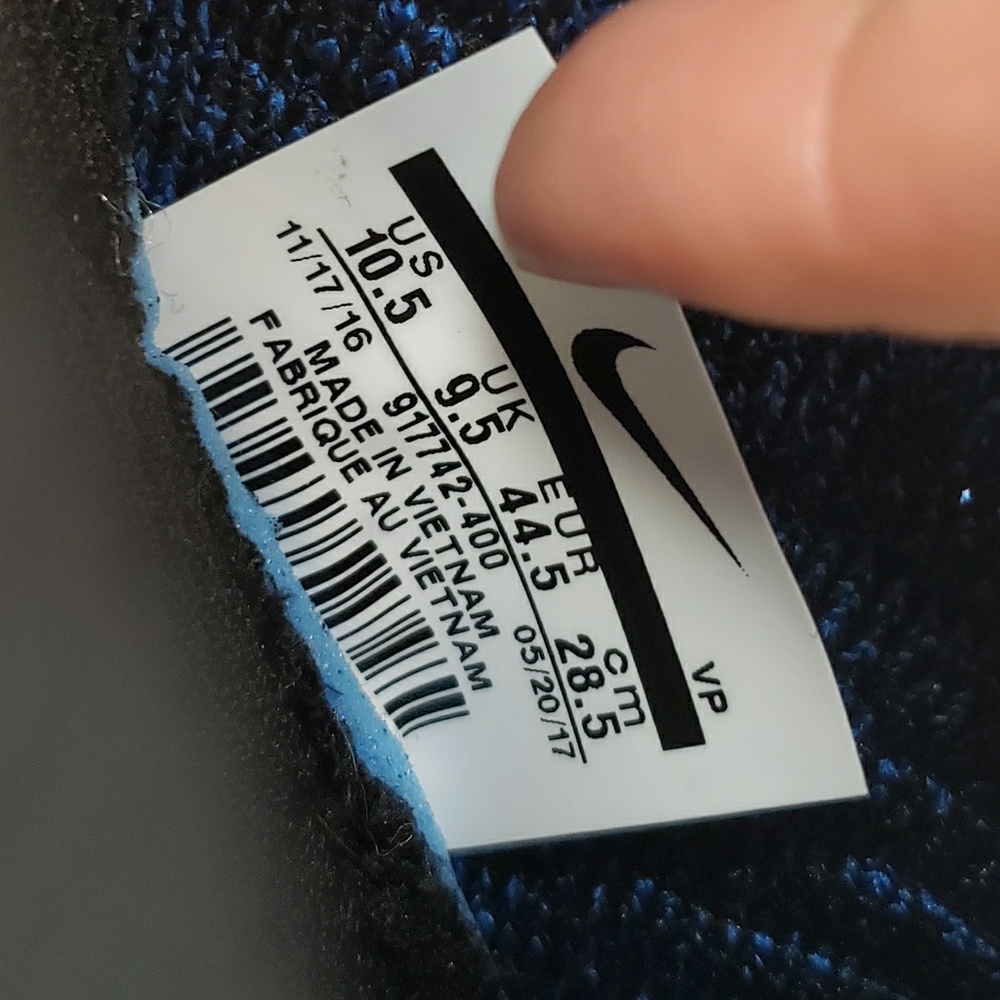 VP
US UK EUR cm
10.5 9.5 44.5 28.5
11/17/16 917742-400 05/20/17
MADE IN VIETNAM
FABRIQUE AU VIETNAM